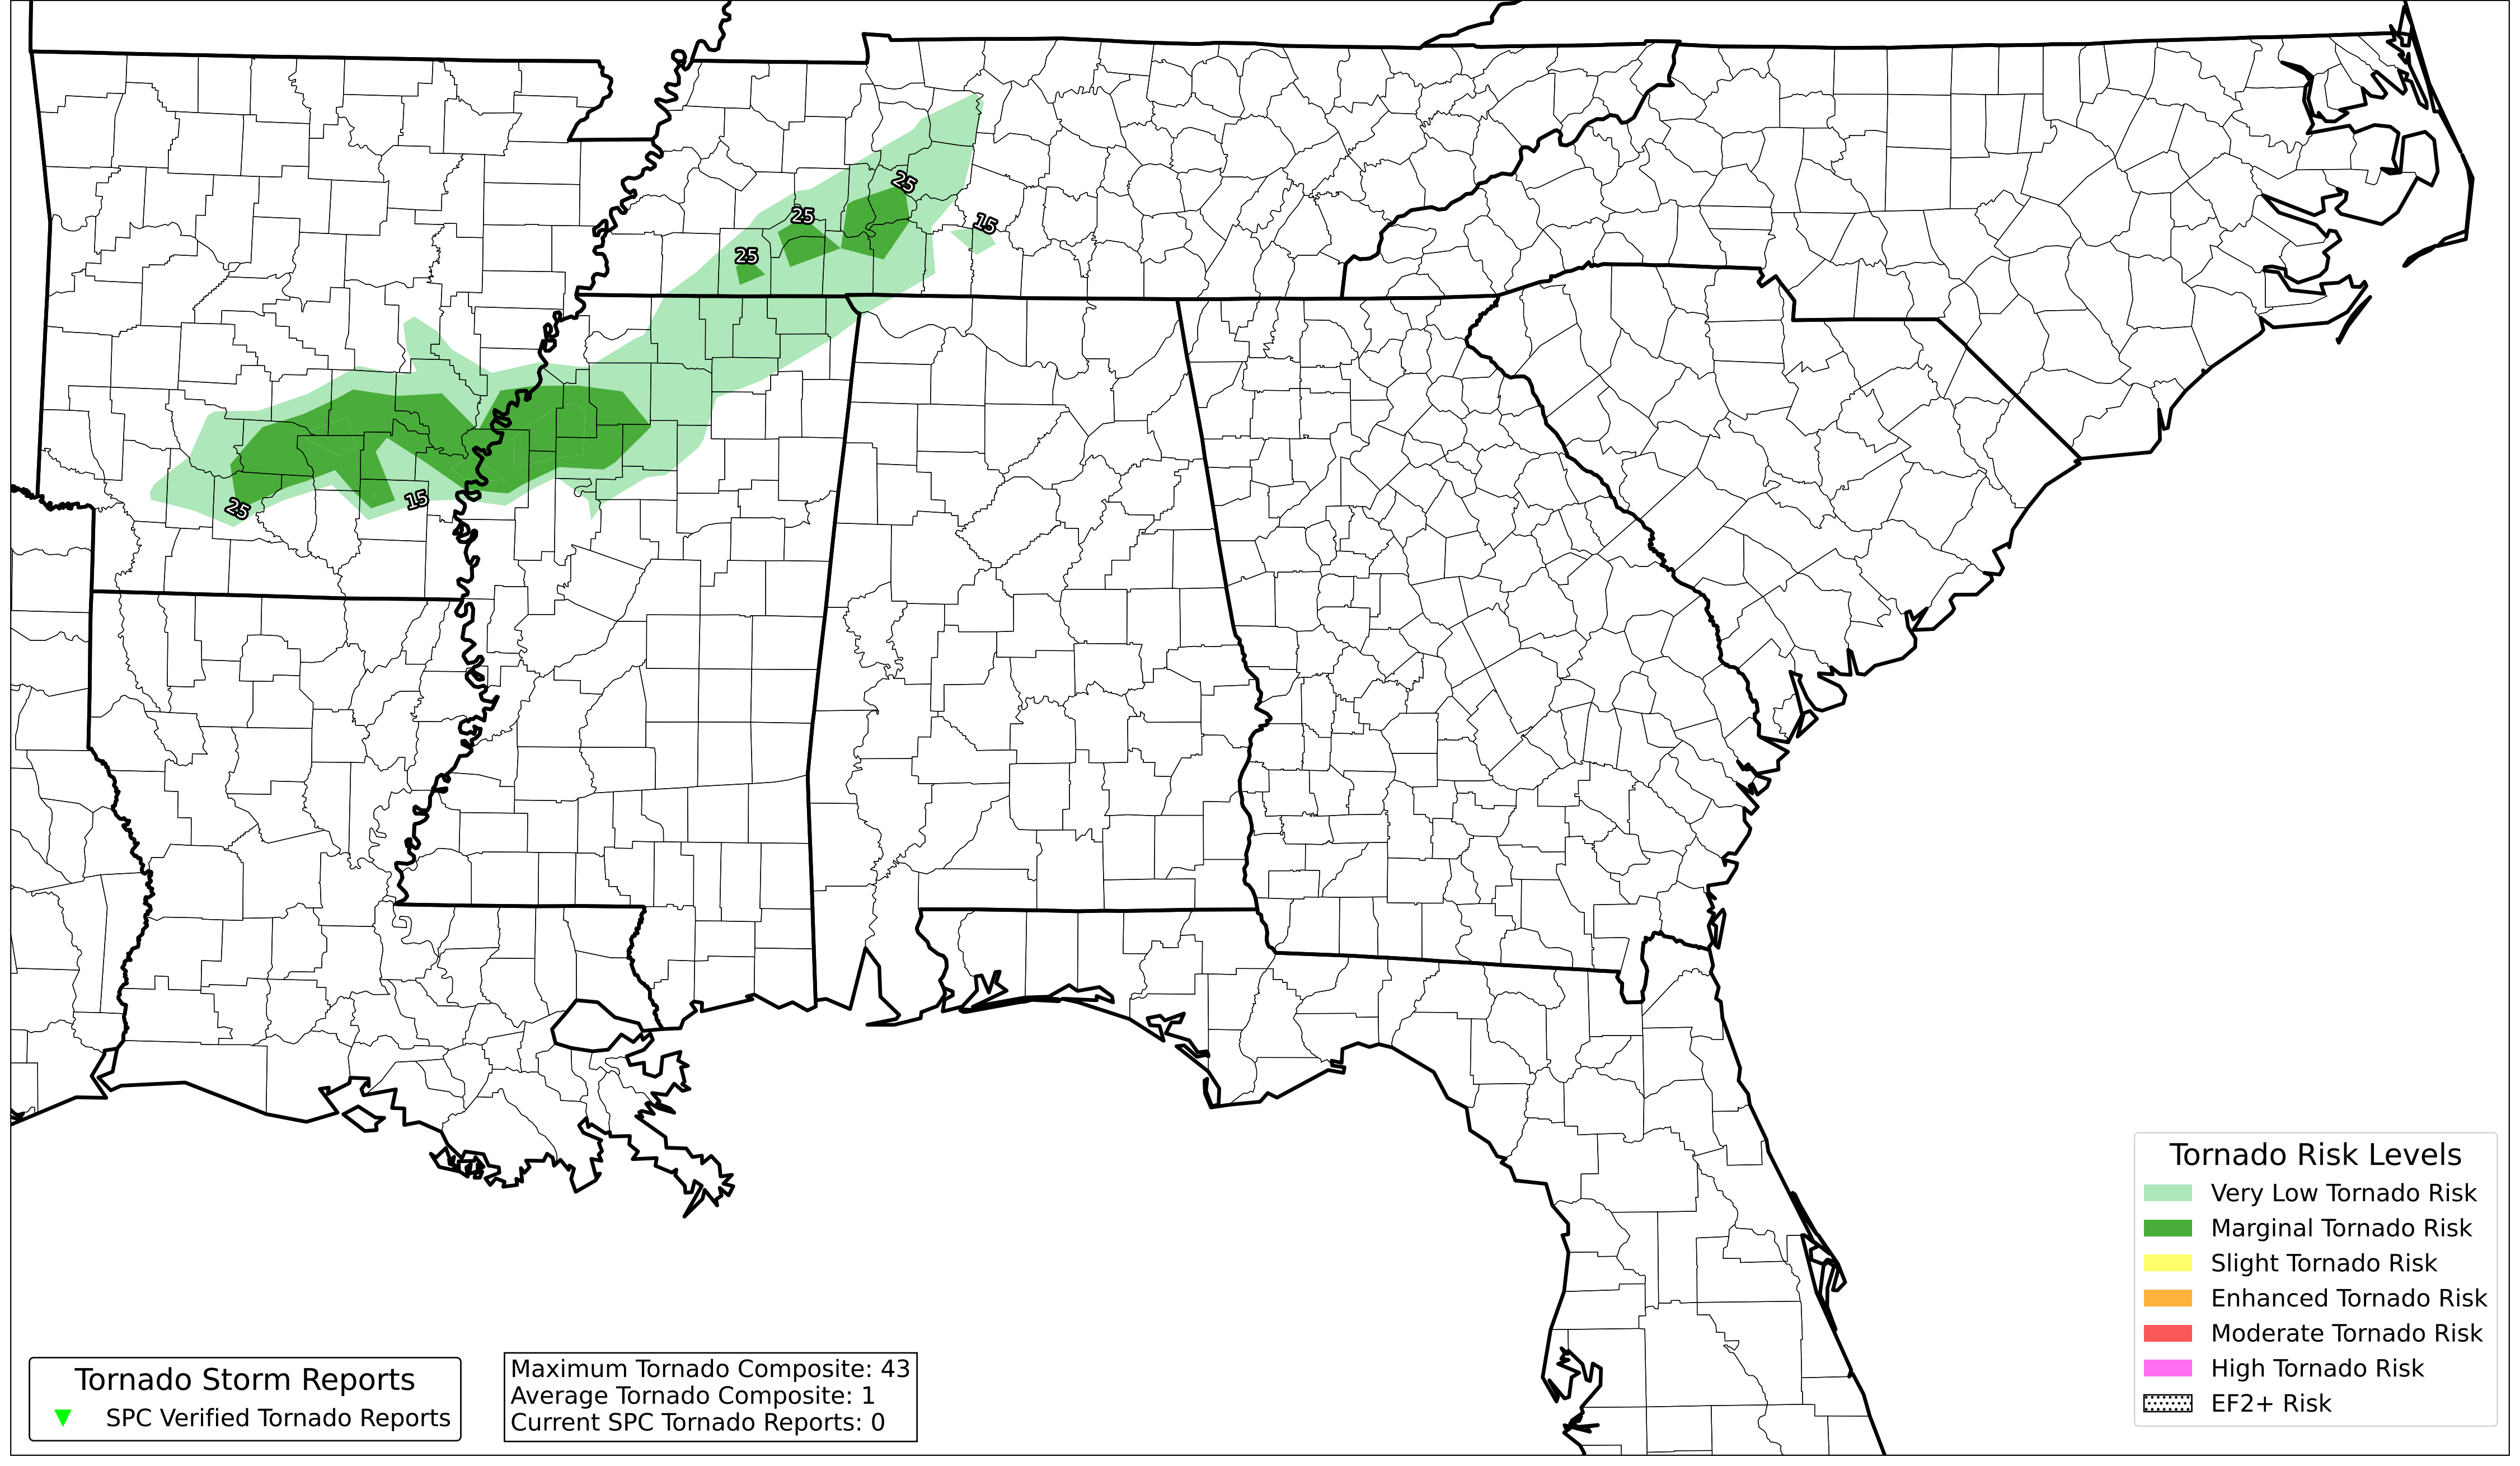 25
25
15
25
25
15
Tornado Risk Levels
Very Low Tornado Risk
Marginal Tornado Risk
Slight Tornado Risk
Enhanced Tornado Risk
Moderate Tornado Risk
High Tornado Risk
EF2+ Risk
Tornado Storm Reports
SPC Verified Tornado Reports
Maximum Tornado Composite: 43
Average Tornado Composite: 1
Current SPC Tornado Reports: 0